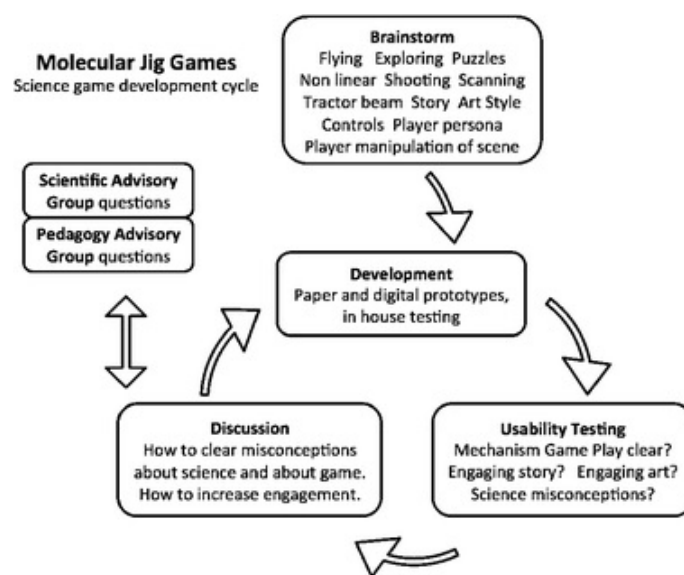 Molecular Jig Games
Science game development cycle
Brainstorm
Flying Exploring Puzzles
Non linear Shooting Scanning
Tractor beam Story Art Style
Controls Player persona
Player manipulation of scene
Scientific Advisory
Group questions
Pedagogy Advisory
Group questions
Development
Paper and digital prototypes,
in house testing
Discussion
How to clear misconceptions
about science and about game.
How to increase engagement.
Usability Testing
Mechanism Game Play clear?
Engaging story? Engaging art?
Science misconceptions?